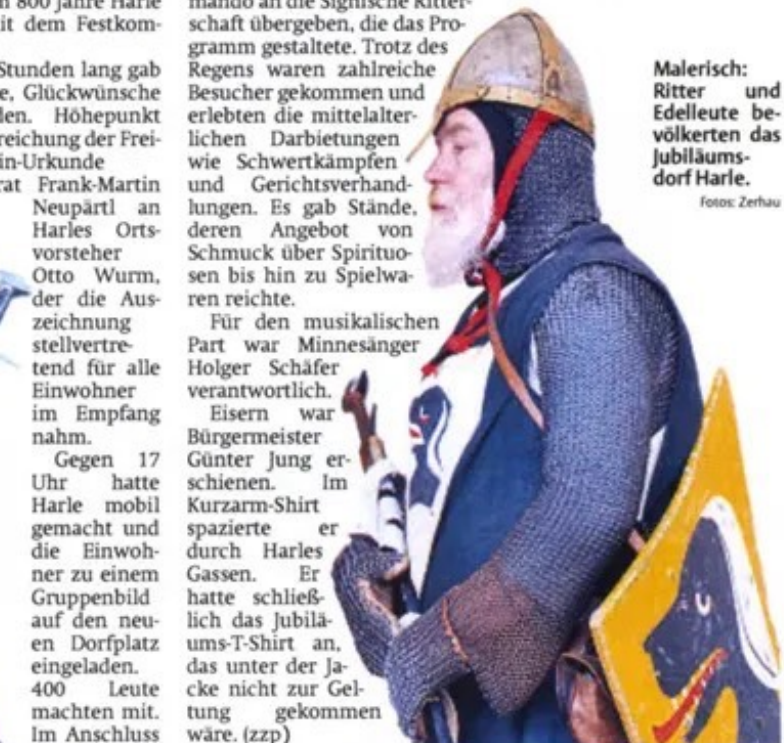 800 Jahre Harle
it dem Festkom-
Stunden lang gab
e, Glückwünsche
den. Höhepunkt
reichung der Frei-
in-Urkunde
rat Frank-Martin
Neupärtl an
Harles Orts-
vorsteher
Otto Wurm,
der die Aus-
zeichnung
stellvertre-
tend für alle
Einwohner
im Empfang
nahm.
Gegen 17
Uhr hatte
Harle mobil
gemacht und
die Einwoh-
ner zu einem
Gruppenbild
auf den neu-
en Dorfplatz
eingeladen.
400 Leute
machten mit.
Im Anschluss
mando an die Sighische Ritter-
schaft übergeben, die das Pro-
gramm gestaltete. Trotz des
Regens waren zahlreiche
Besucher gekommen und
erlebten die mittelalter-
lichen Darbietungen
wie Schwertkämpfen
und Gerichtsverhand-
lungen. Es gab Stände,
deren Angebot von
Schmuck über Spirituo-
sen bis hin zu Spielwa-
ren reichte.
Für den musikalischen
Part war Minnesänger
Holger Schäfer
verantwortlich.
Eisern war
Bürgermeister
Günter Jung er-
schienen. Im
Kurzarm-Shirt
spazierte er
durch Harles
Gassen. Er
hatte schließ-
lich das Jubilä-
ums-T-Shirt an,
das unter der Ja-
cke nicht zur Gel-
tung gekommen
wäre. (zzp)
Malerisch:
Ritter und
Edelleute be-
völkerten das
Jubiläums-
dorf Harle.
Fotos: Zerhau